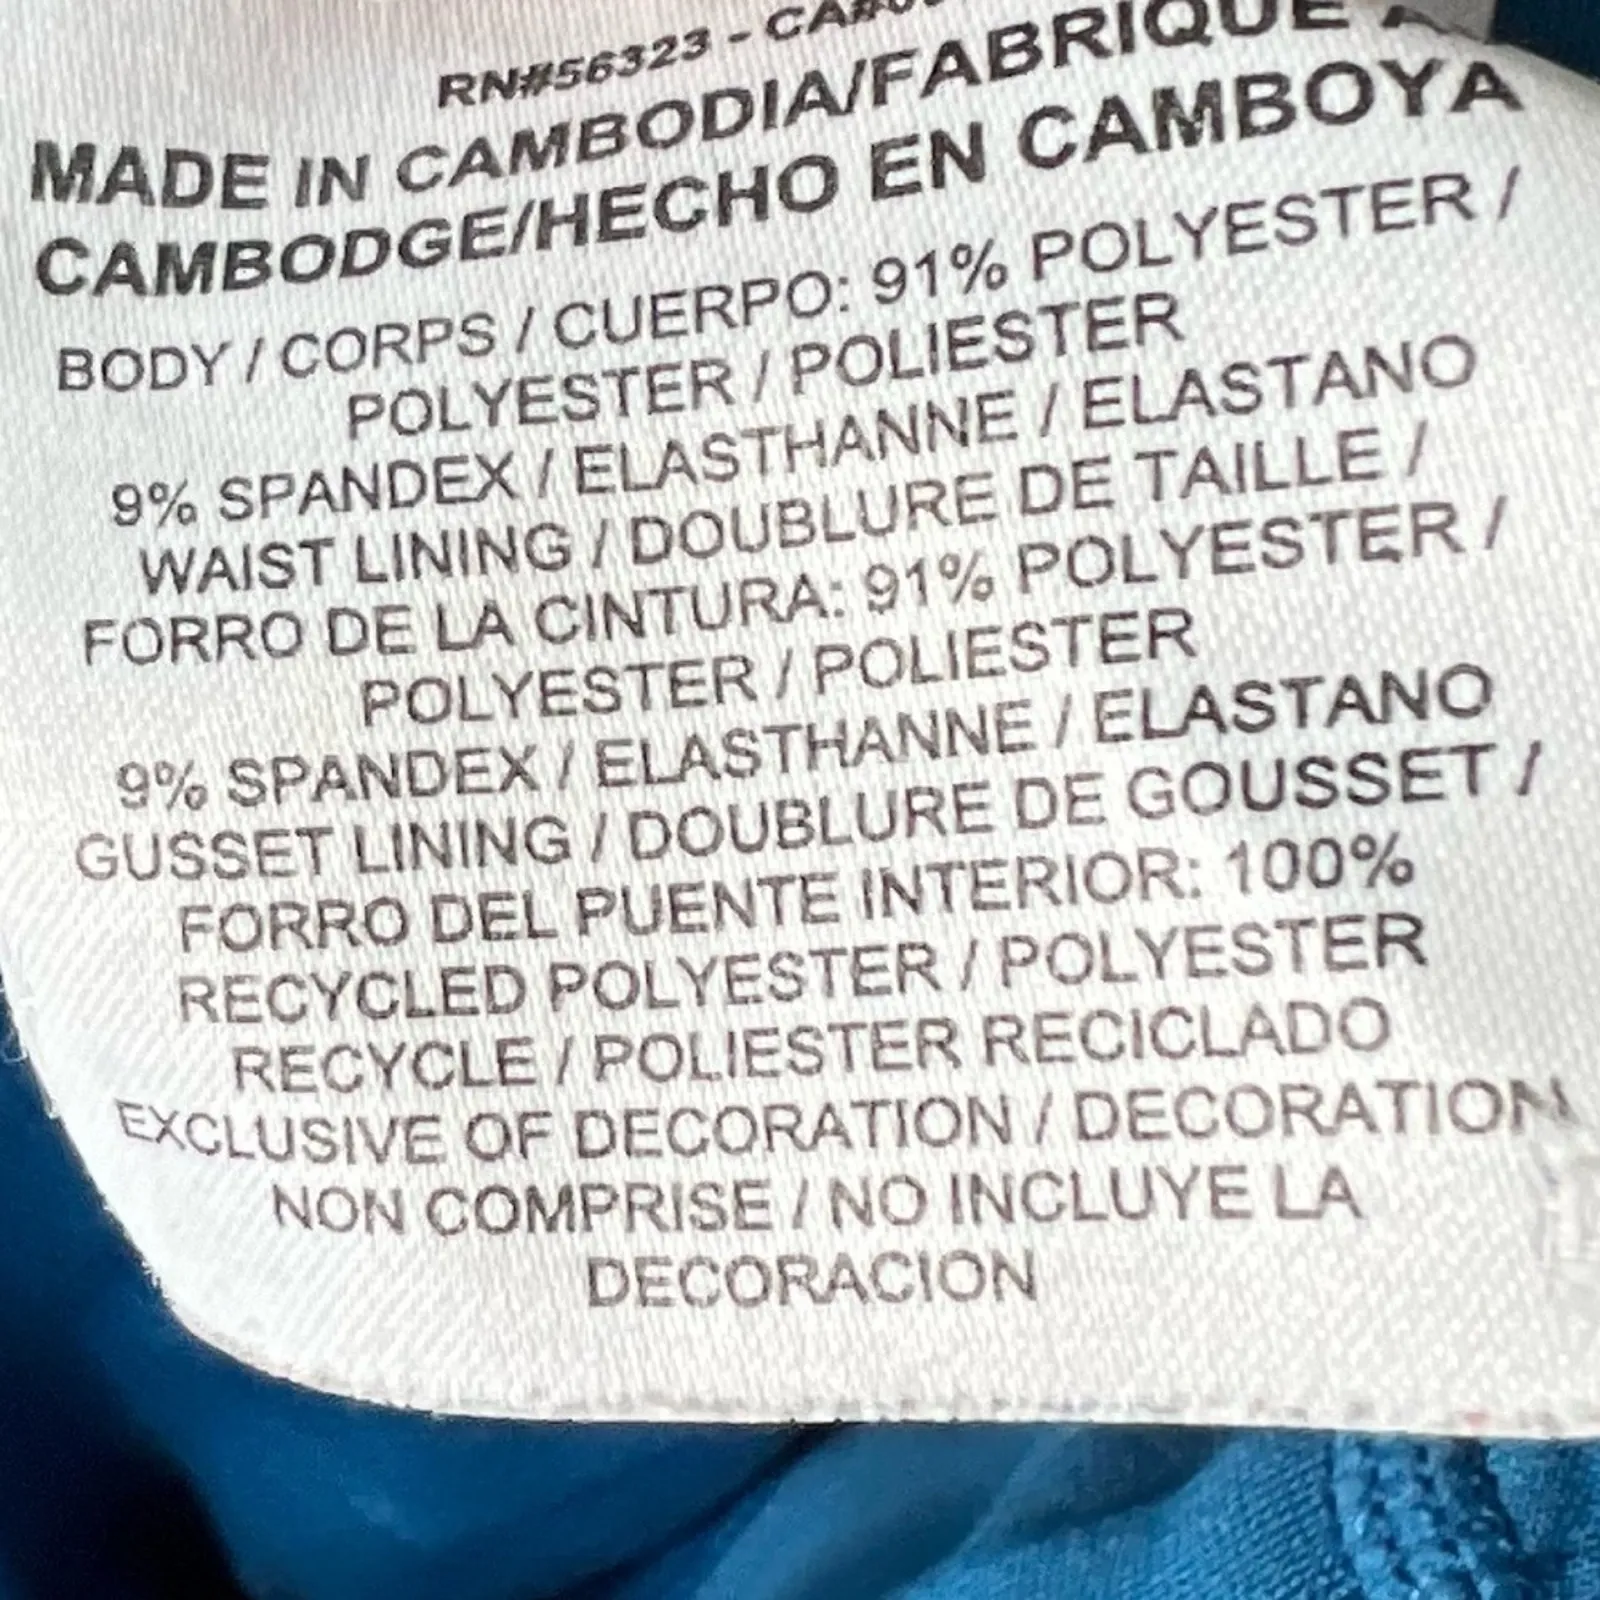 RN#56323 -
MADE IN CAMBODIA/FABRIQUE
CAMBODGE/HECHO EN CAMBOYA
BODY / CORPS / CUERPO: 91% POLYESTER /
POLYESTER / POLIESTER
9% SPANDEX / ELASTHANNE / ELASTANO
WAIST LINING / DOUBLURE DE TAILLE /
FORRO DE LA CINTURA: 91% POLYESTER /
POLYESTER / POLIESTER
9% SPANDEX / ELASTHANNE / ELASTANO
GUSSET LINING / DOUBLURE DE GOUSSET /
FORRO DEL PUENTE INTERIOR: 100%
RECYCLED POLYESTER / POLYESTER
RECYCLE / POLIESTER RECICLADO
EXCLUSIVE OF DECORATION / DECORATION
NON COMPRISE / NO INCLUYE LA
DECORACION